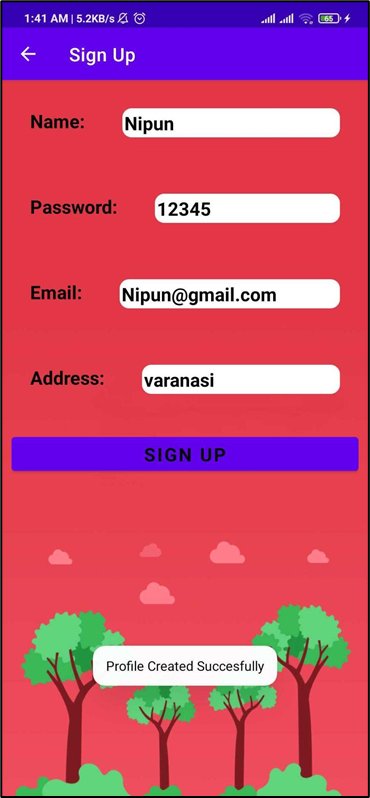 1:41 AM | 5.2KB/s 65
Sign Up
Name: Nipun
Password: 12345
Email: Nipun@gmail.com
Address: varanasi
SIGN UP
Profile Created Succesfully